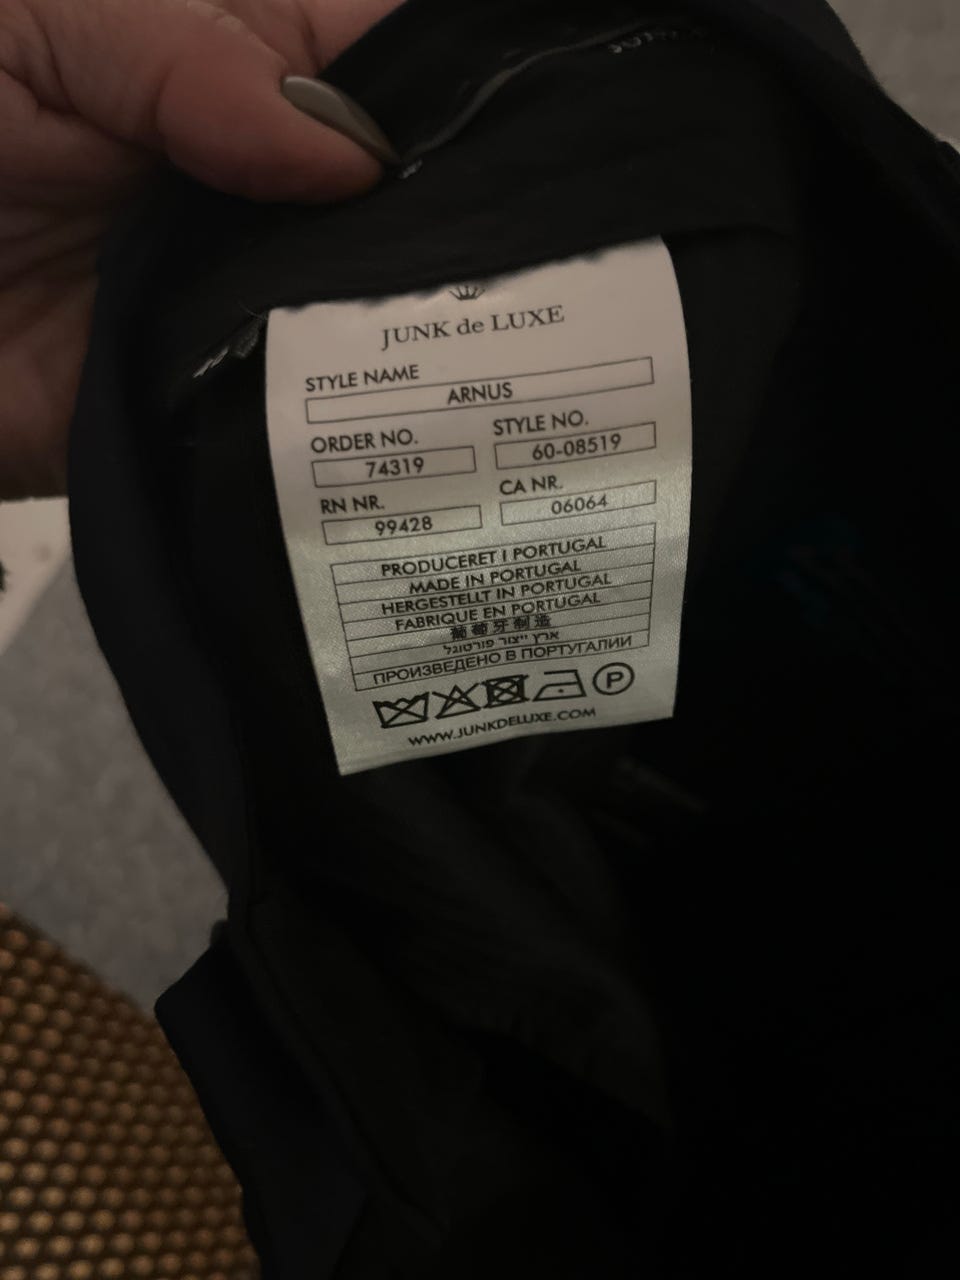 JUNK de LUXE
STYLE NAME
ARNUS
ORDER NO.
STYLE NO.
74319
60-08519
RN NR.
CA NR.
99428
06064
PRODUCERET I PORTUGAL
MADE IN PORTUGAL
HERGESTELLT IN PORTUGAL
FABRIQUE EN PORTUGAL
葡萄牙制造
ארץ ייצור פורטוגל
ПРОИЗВЕДЕНО В ПОРТУГАЛИИ
P
WWW.JUNKDELUXE.COM